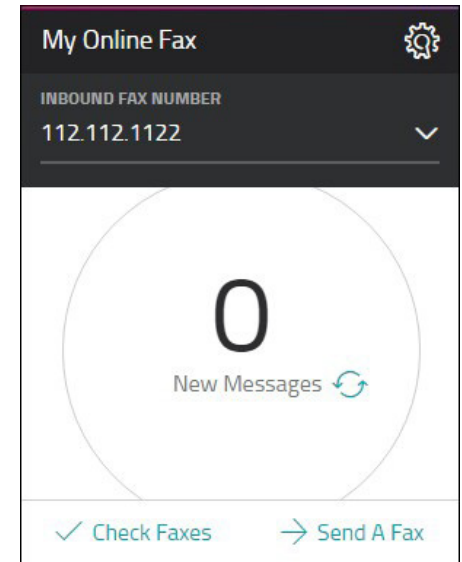 My Online Fax
INBOUND FAX NUMBER
112.112.1122
0
New Messages
Check Faxes
Send A Fax